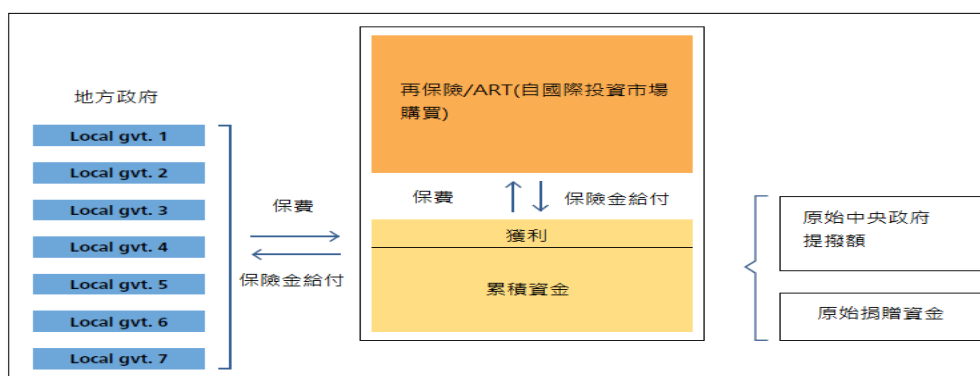 地方政府
Local gvt. 1
Local gvt. 2
Local gvt. 3
Local gvt. 4
Local gvt. 5
Local gvt. 6
Local gvt. 7
保費
保險金給付
再保險/ART(自國際投資市場
購買)
保費
保險金給付
獲利
累積資金
原始中央政府
提撥額
原始捐贈資金